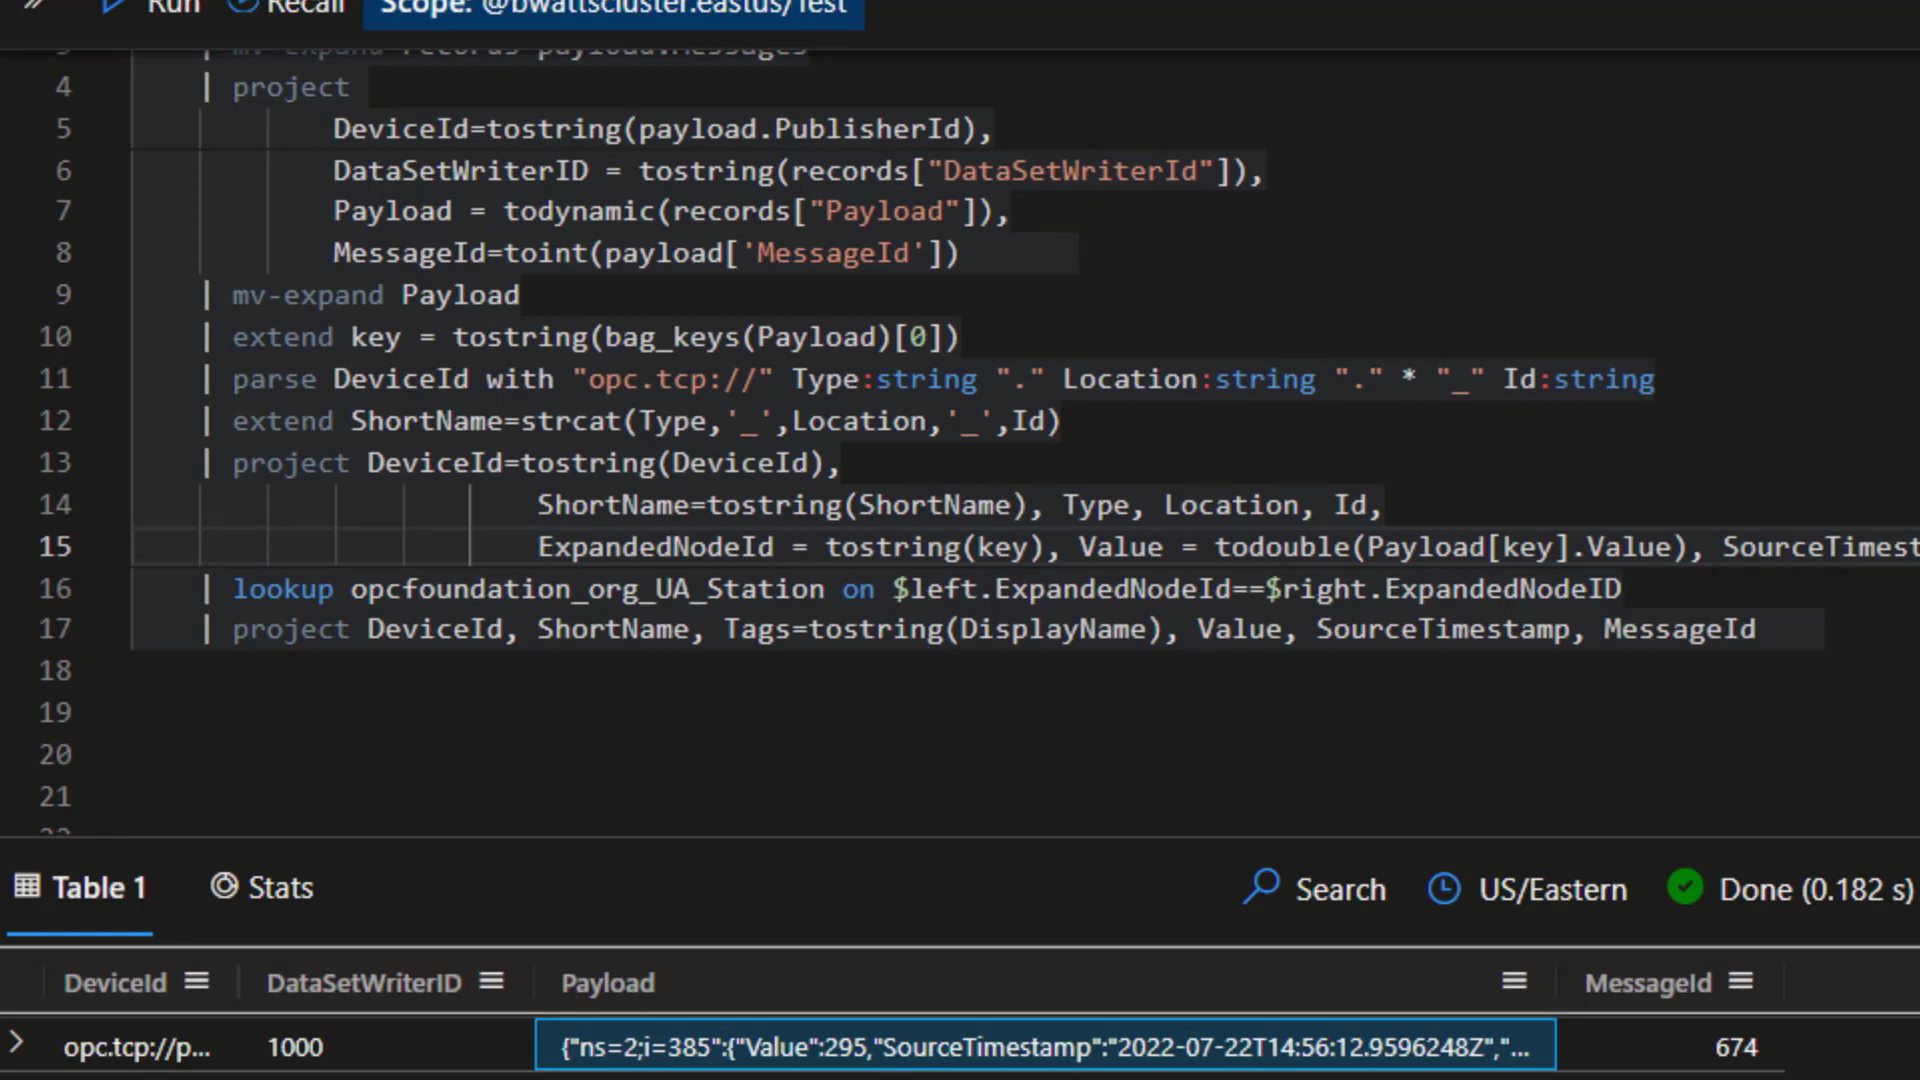 Run Recall Scope: @bwattscluster.eastus/Test
| mv-expand records=payload.Messages
4 | project
5 DeviceId=tostring(payload.PublisherId),
6 DataSetWriterID = tostring(records["DataSetWriterId"]),
7 Payload = todynamic(records["Payload"]),
8 MessageId=toint(payload['MessageId'])
9 | mv-expand Payload
10 | extend key = tostring(bag_keys(Payload)[0])
11 | parse DeviceId with "opc.tcp://" Type:string "." Location:string "." * "_" Id:string
12 | extend ShortName=strcat(Type,'_',Location,'_',Id)
13 | project DeviceId=tostring(DeviceId),
14 ShortName=tostring(ShortName), Type, Location, Id,
15 ExpandedNodeId = tostring(key), Value = todouble(Payload[key].Value), SourceTimest
16 | lookup opcfoundation_org_UA_Station on $left.ExpandedNodeId==$right.ExpandedNodeID
17 | project DeviceId, ShortName, Tags=tostring(DisplayName), Value, SourceTimestamp, MessageId
18
19
20
21
Table 1 Stats Search US/Eastern Done (0.182 s)
DeviceId DataSetWriterID Payload MessageId
opc.tcp://p... 1000 {"ns=2;i=385":{"Value":295,"SourceTimestamp":"2022-07-22T14:56:12.9596248Z","... 674